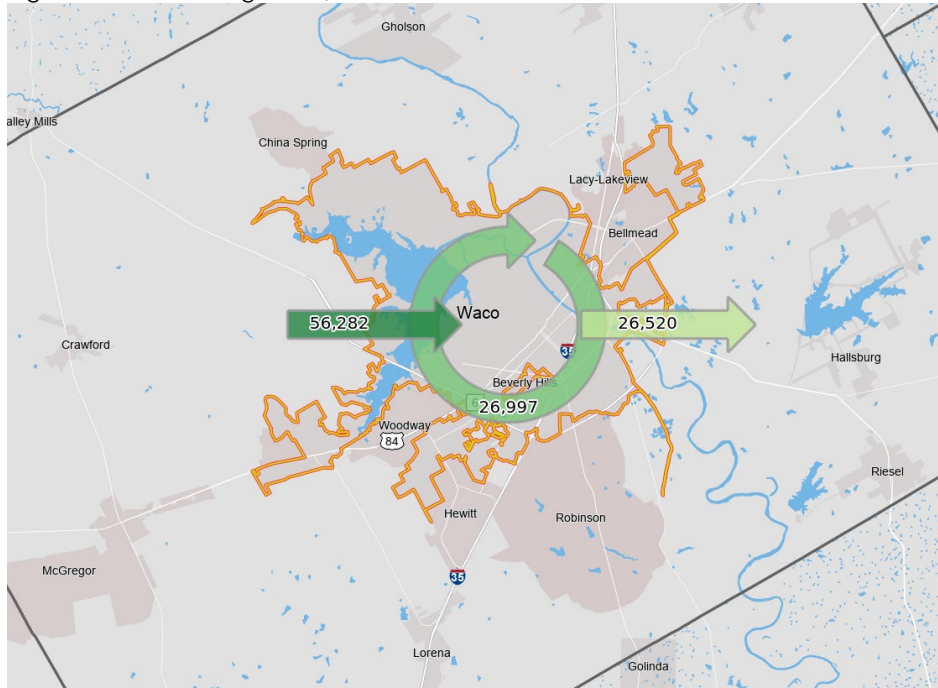 Gholson
alley Mills
China Spring
Lacy-Lakeview
Bellmead
56,282
Waco
26,520
35
Crawford
Hallsburg
Beverly Hills
6
26,997
Woodway
84
Riesel
Hewitt
Robinson
McGregor
35
Lorena
Golinda